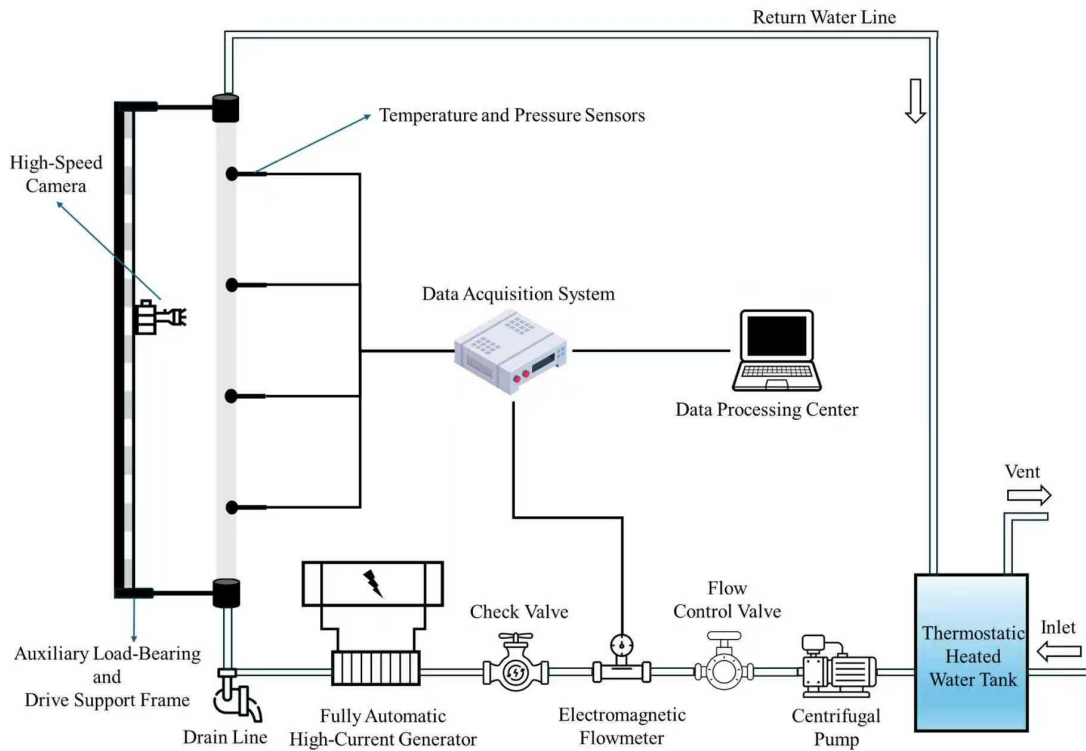 Return Water Line
Temperature and Pressure Sensors
High-Speed
Camera
Data Acquisition System
Data Processing Center
Vent
Flow
Control Valve
Check Valve
Inlet
Thermostatic
Heated
Water Tank
Auxiliary Load-Bearing
and
Drive Support Frame
Drain Line
Fully Automatic
High-Current Generator
Electromagnetic
Flowmeter
Centrifugal
Pump